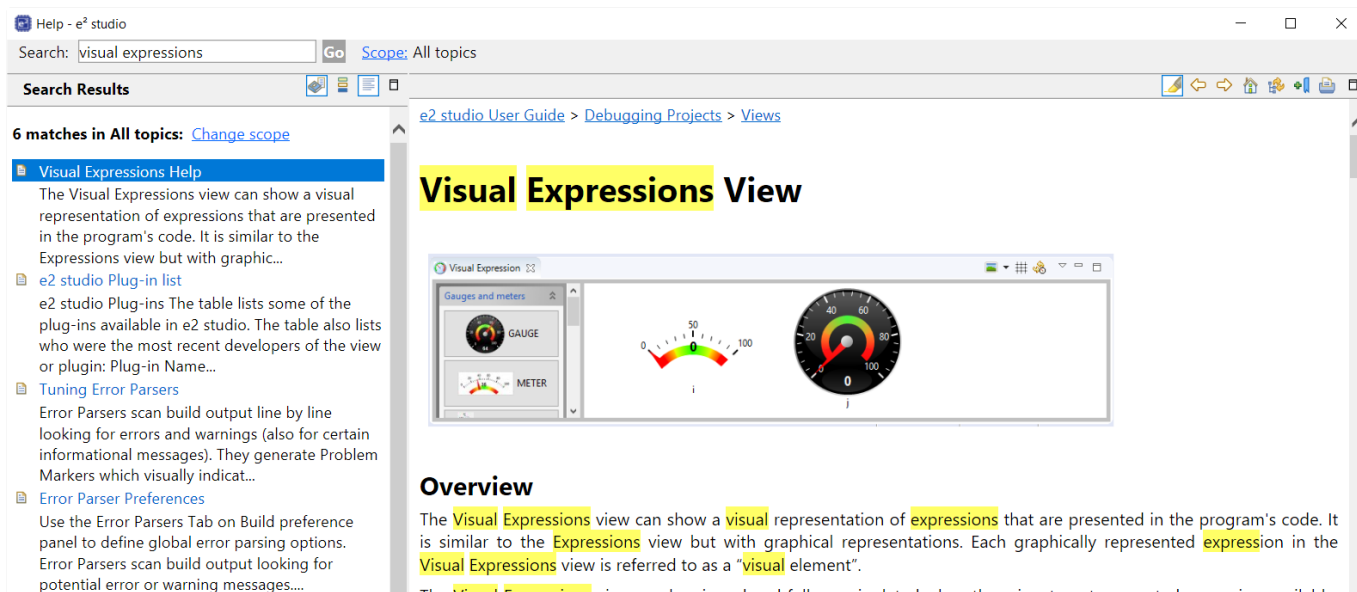 Help - e² studio
Search: visual expressions Go Scope: All topics
Search Results
6 matches in All topics: Change scope
Visual Expressions Help
The Visual Expressions view can show a visual
representation of expressions that are presented
in the program's code. It is similar to the
Expressions view but with graphic...
e2 studio Plug-in list
e2 studio Plug-ins The table lists some of the
plug-ins available in e2 studio. The table also lists
who were the most recent developers of the view
or plugin: Plug-in Name...
Tuning Error Parsers
Error Parsers scan build output line by line
looking for errors and warnings (also for certain
informational messages). They generate Problem
Markers which visually indicat...
Error Parser Preferences
Use the Error Parsers Tab on Build preference
panel to define global error parsing options.
Error Parsers scan build output looking for
potential error or warning messages....
e2 studio User Guide > Debugging Projects > Views
Visual Expressions View
Visual Expression
Gauges and meters
GAUGE
METER
0 50 100
0
i
0 20 40 60 80 100
0
j
Overview
The Visual Expressions view can show a visual representation of expressions that are presented in the program's code. It
is similar to the Expressions view but with graphical representations. Each graphically represented expression in the
Visual Expressions view is referred to as a "visual element".